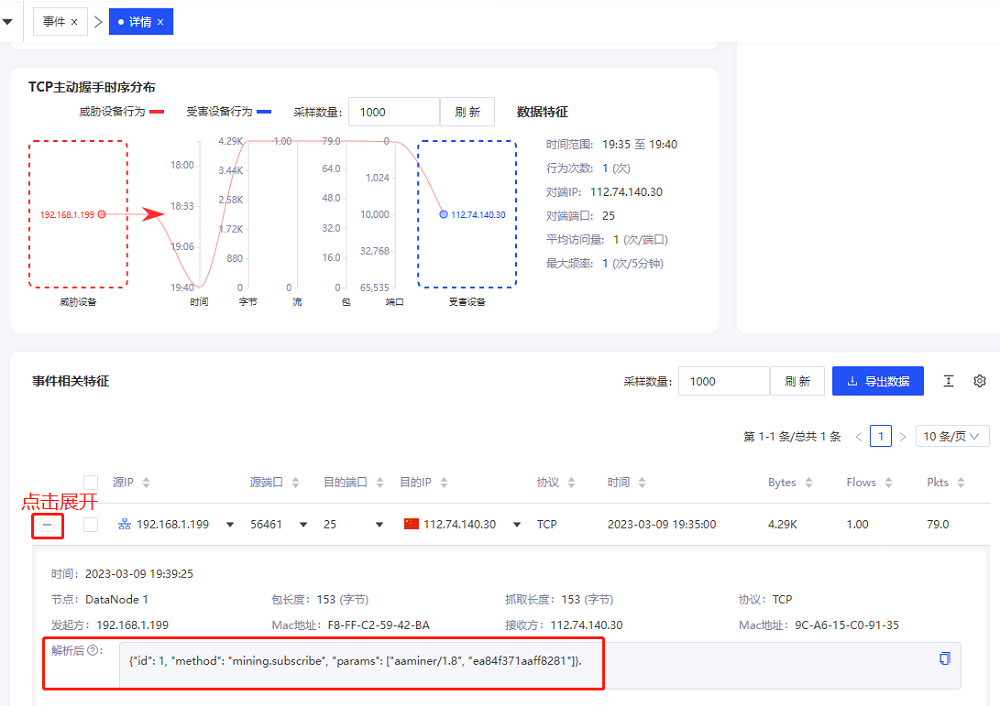 事件 x
详情 x
TCP主动握手时序分布
威胁设备行为 受害设备行为 采样数量: 1000 刷 新 数据特征
时间范围: 19:35 至 19:40
行为次数: 1 (次)
对端IP: 112.74.140.30
对端端口: 25
平均访问量: 1 (次/端口)
最大频率: 1 (次/5分钟)
4.29K 1.00 79.0 0
18:00 3.44K 64.0 1,024
18:33 2.58K 48.0 10,000
192.168.1.199 112.74.140.30
1.72K 32.0
19:06 880 16.0 32,768
19:40 0 0 0 65,535
威胁设备 时间 字节 流 包 端口 受害设备
事件相关特征 采样数量: 1000 刷 新 导出数据
第 1-1 条/总共 1 条 < 1 > 10 条/页
源IP 源端口 目的端口 目的IP 协议 时间 Bytes Flows Pkts
点击展开
192.168.1.199 56461 25 112.74.140.30 TCP 2023-03-09 19:35:00 4.29K 1.00 79.0
时间: 2023-03-09 19:39:25
节点: DataNode 1 包长度: 153 (字节) 抓取长度: 153 (字节) 协议: TCP
发起方: 192.168.1.199 Mac地址: F8-FF-C2-59-42-BA 接收方: 112.74.140.30 Mac地址: 9C-A6-15-C0-91-35
解析后?: {"id": 1, "method": "mining.subscribe", "params": ["aaminer/1.8", "ea84f371aaff8281"]}.